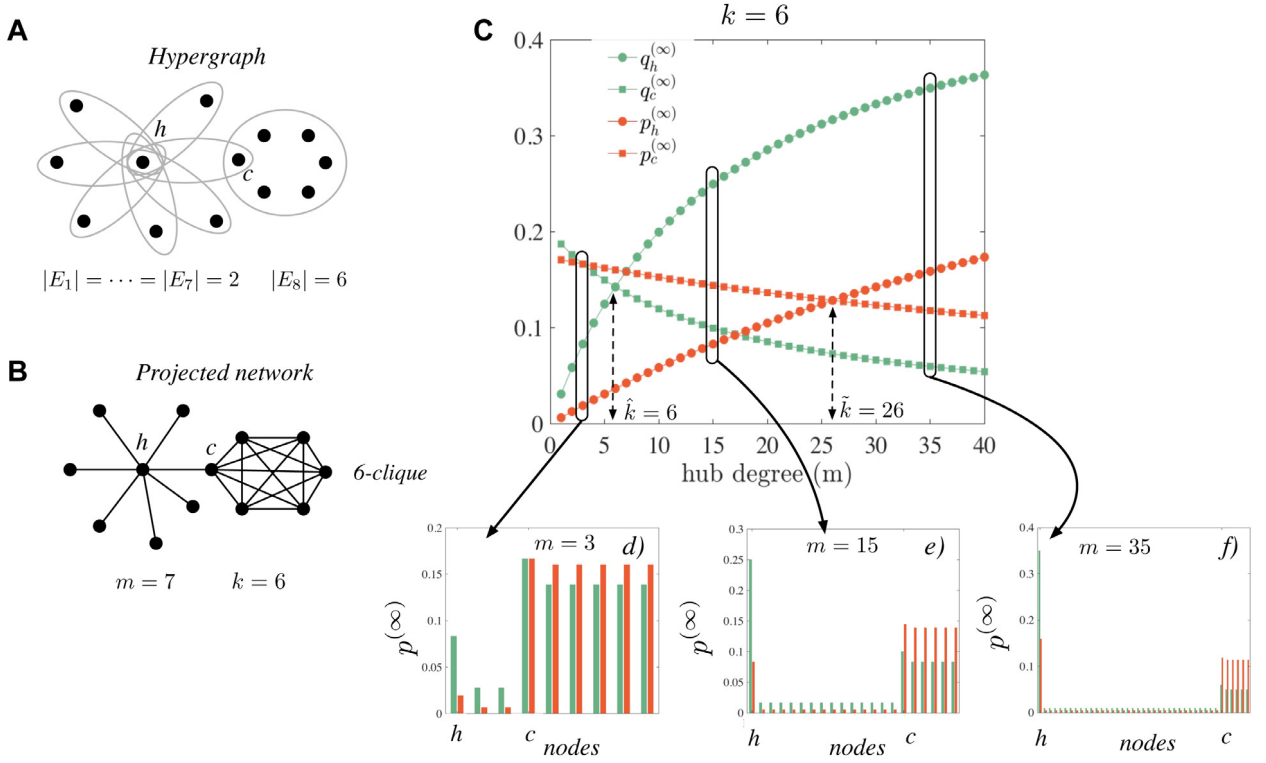 A
Hypergraph
h
c
|E₁| = ⋯ = |E₇| = 2    |E₈| = 6
B
Projected network
h
c
6-clique
m = 7    k = 6
C
k = 6
q_h^(∞)
q_c^(∞)
p_h^(∞)
p_c^(∞)
0.4
0.3
0.2
0.1
0
k̂ = 6
k̃ = 26
0 5 10 15 20 25 30 35 40
hub degree (m)
m = 3 d)
p^(∞)
0.2
0.15
0.1
0.05
0
h c
nodes
m = 15 e)
p^(∞)
0.3
0.25
0.2
0.15
0.1
0.05
0
h c
nodes
m = 35 f)
p^(∞)
0.4
0.3
0.2
0.1
0
h nodes c